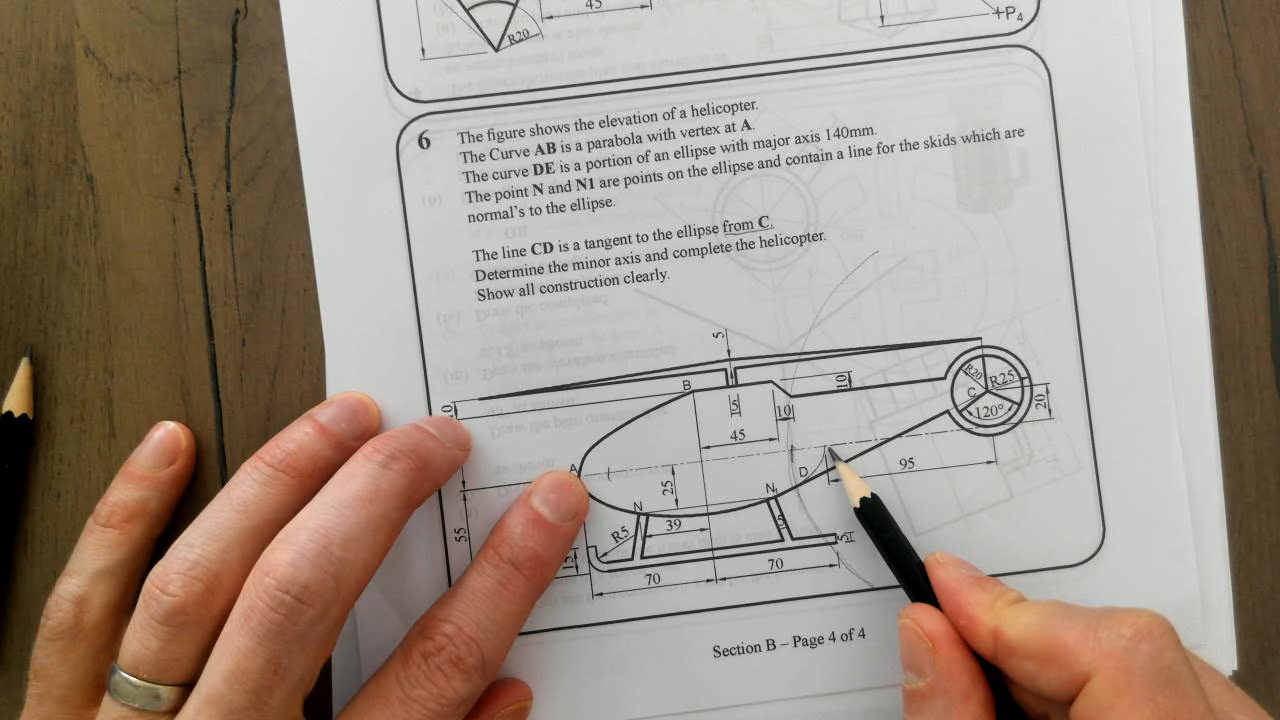 45
R20
+P4
6
The figure shows the elevation of a helicopter.
The Curve AB is a parabola with vertex at A.
The curve DE is a portion of an ellipse with major axis 140mm.
The point N and N1 are points on the ellipse and contain a line for the skids which are
normal's to the ellipse.
The line CD is a tangent to the ellipse from C.
Determine the minor axis and complete the helicopter.
Show all construction clearly.
5
B
10
R20
R25
C
120°
20
5
10
45
A
25
D
95
55
N
N
39
R5
5
5
15
70
70
Section B – Page 4 of 4